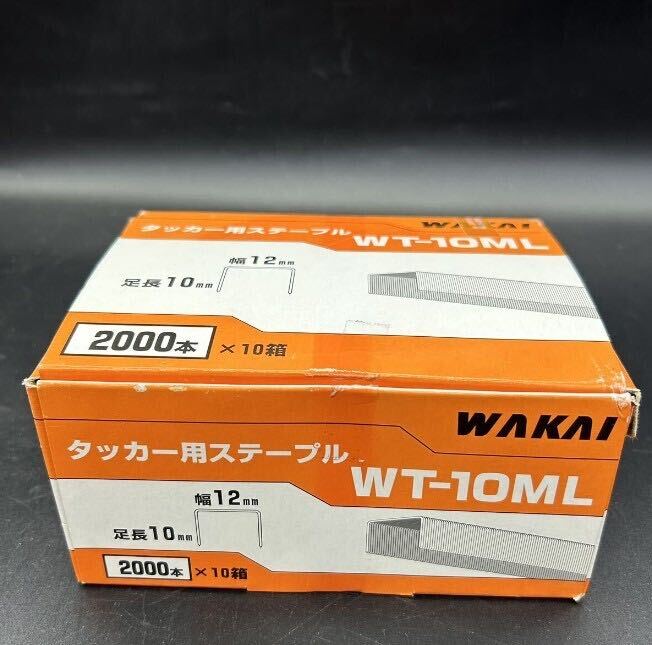 タッカー用ステープル
WAKAI
WT-10ML
幅12mm
足長10mm
2000本 ×10箱
WAKAI
タッカー用ステープル
WT-10ML
幅12mm
足長10mm
2000本 ×10箱